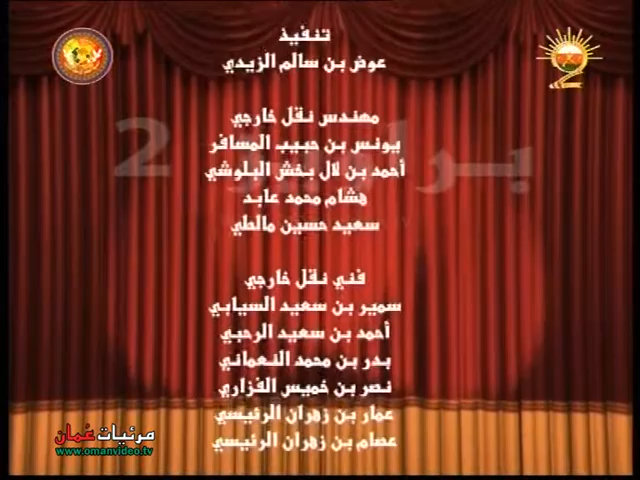 تنفيذ
عوض بن سالم الزيدي
مهندس نقل خارجي
يونس بن حبيب المسافر
أحمد بن لال بخش البلوشي
هشام محمد عابد
سعيد حسين مالطي
فني نقل خارجي
سمير بن سعيد السيابي
أحمد بن سعيد الرحبي
بدر بن محمد النعماني
نصر بن خميس الفزاري
عمار بن زهران الرئيسي
عصام بن زهران الرئيسي
2
مرئيات عُمان
www.omanvideo.tv